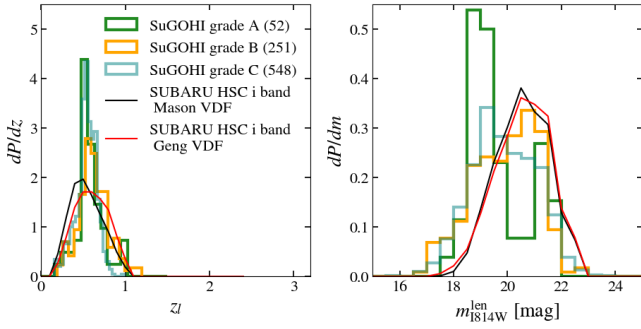 SuGOHI grade A (52)
SuGOHI grade B (251)
SuGOHI grade C (548)
SUBARU HSC i band
Mason VDF
SUBARU HSC i band
Geng VDF
dP/dz
5
4
3
2
1
0
0 1 2 3
z_l
dP/dm
0.5
0.4
0.3
0.2
0.1
0.0
16 18 20 22 24
m^len_I814W [mag]